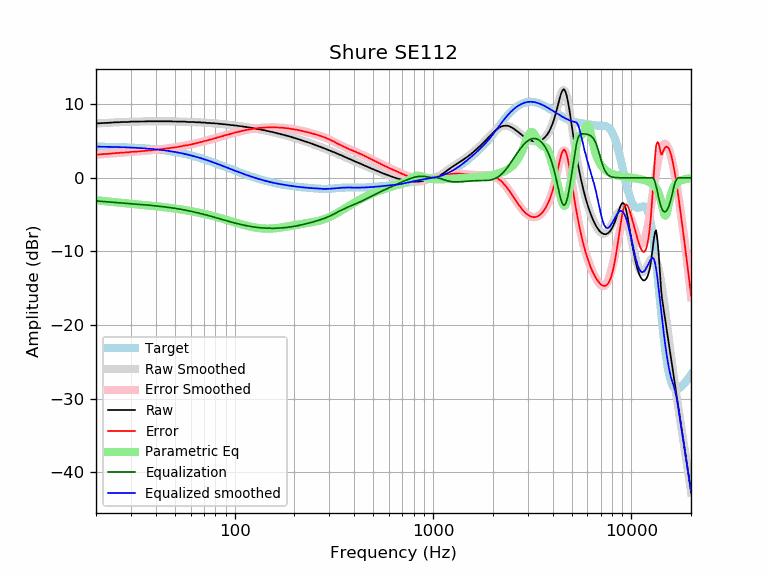 Shure SE112
Amplitude (dBr)
10
0
−10
−20
−30
−40
Target
Raw Smoothed
Error Smoothed
Raw
Error
Parametric Eq
Equalization
Equalized smoothed
100 1000 10000
Frequency (Hz)